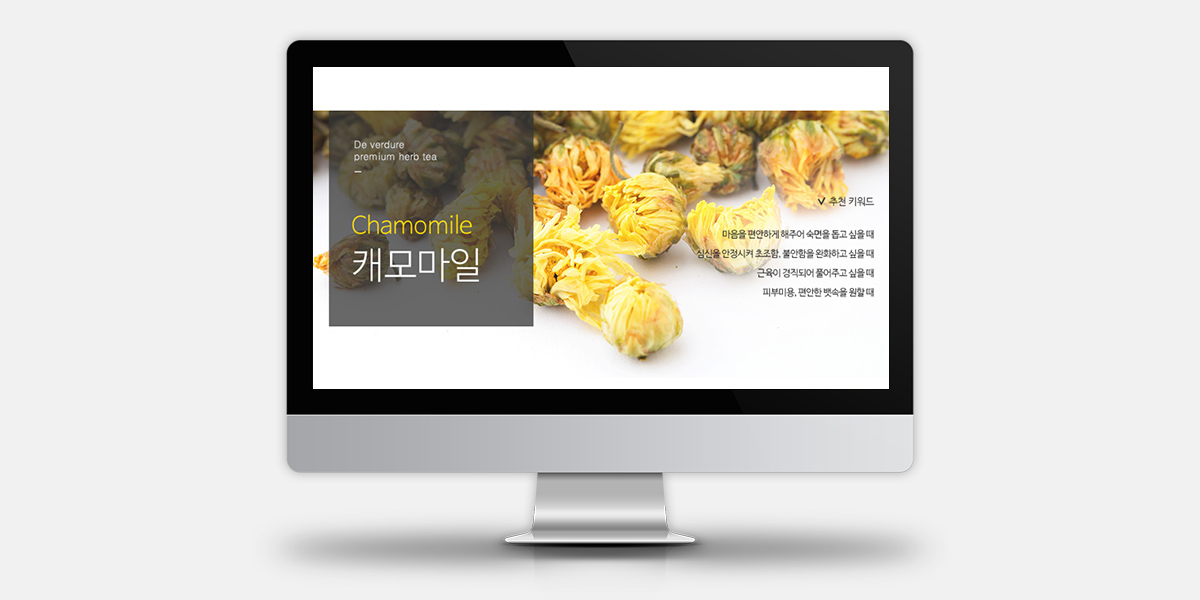 De verdure
premium herb tea
Chamomile
캐모마일
추천 키워드
마음을 편안하게 해주어 숙면을 돕고 싶을 때
심신을 안정시켜 초조함, 불안함을 완화하고 싶을 때
근육이 경직되어 풀어주고 싶을 때
피부미용, 편안한 뱃속을 원할 때